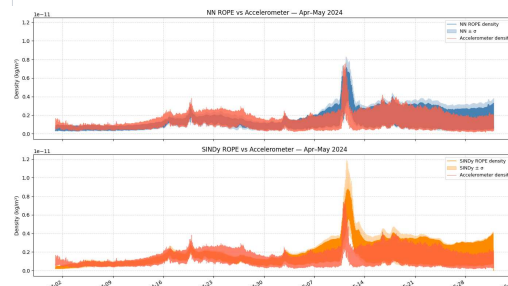 NN ROPE vs Accelerometer — Apr–May 2024
1e−11
1.2
1.0
0.8
0.6
0.4
0.2
0.0
Density (kg/m³)
NN ROPE density
NN ± σ
Accelerometer densit
SINDy ROPE vs Accelerometer — Apr–May 2024
1e−11
1.2
1.0
0.8
0.6
0.4
0.2
0.0
Density (kg/m³)
SINDy ROPE density
SINDy ± σ
Accelerometer densit